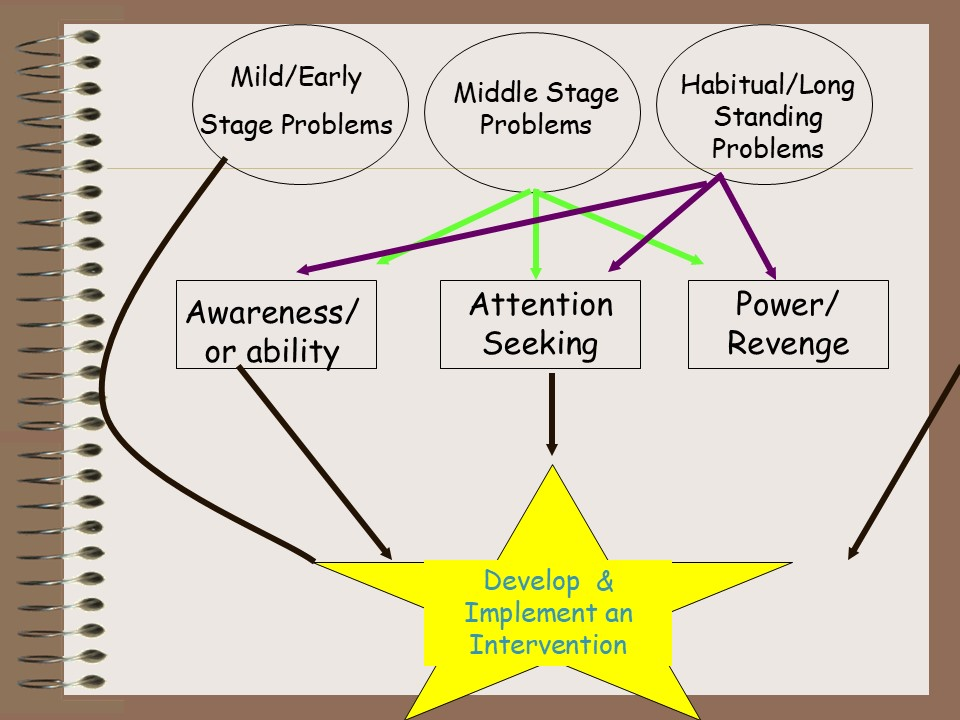 Mild/Early
Stage Problems
Middle Stage
Problems
Habitual/Long
Standing
Problems
Awareness/
or ability
Attention
Seeking
Power/
Revenge
Develop &
Implement an
Intervention